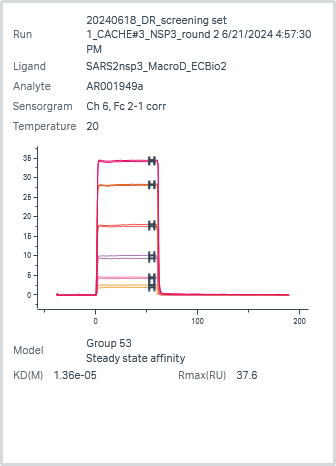 Run 20240618_DR_screening set
1_CACHE#3_NSP3_round 2 6/21/2024 4:57:30
PM
Ligand SARS2nsp3_MacroD_ECBio2
Analyte AR001949a
Sensorgram Ch 6, Fc 2-1 corr
Temperature 20
35
30
25
20
15
10
5
0
0 100 200
Model Group 53
Steady state affinity
KD(M) 1.36e-05 Rmax(RU) 37.6